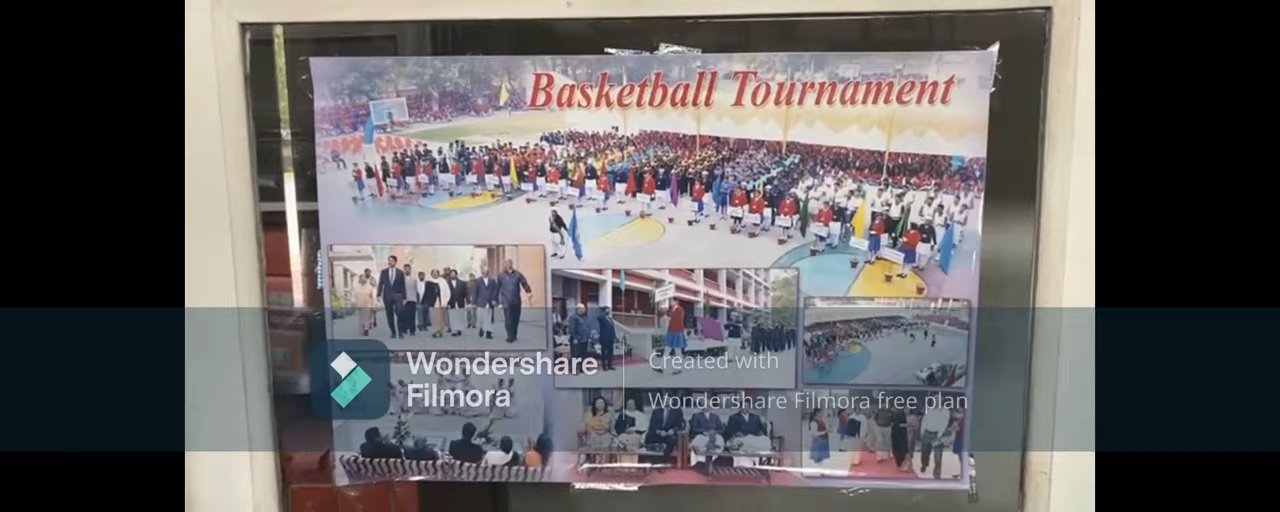 Basketball Tournament
Wondershare
Filmora
Created with
Wondershare Filmora free plan